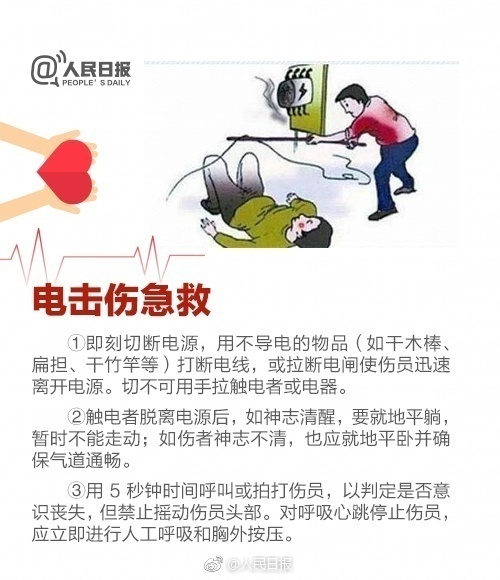 @人民日报
PEOPLE'S DAILY
电击伤急救
①即刻切断电源，用不导电的物品（如干木棒、
扁担、干竹竿等）打断电线，或拉断电闸使伤员迅速
离开电源。切不可用手拉触电者或电器。
②触电者脱离电源后，如神志清醒，要就地平躺，
暂时不能走动；如伤者神志不清，也应就地平卧并确
保气道通畅。
③用 5 秒钟时间呼叫或拍打伤员，以判定是否意
识丧失，但禁止摇动伤员头部。对呼吸心跳停止伤员，
应立即进行人工呼吸和胸外按压。
@人民日报